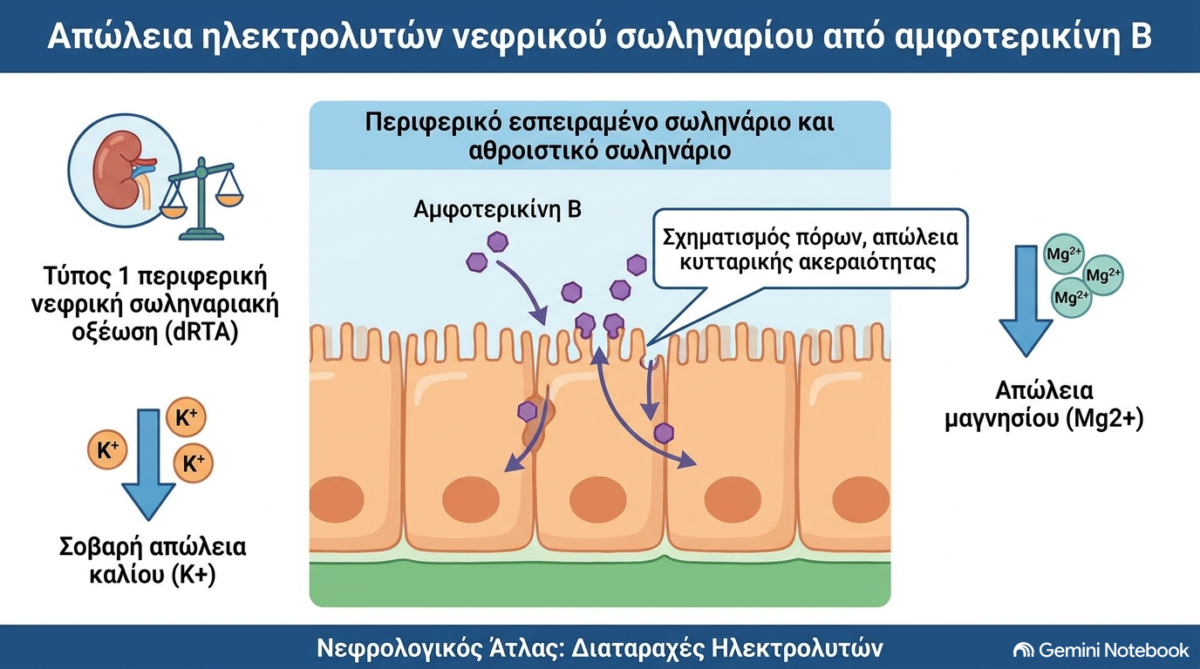 Απώλεια ηλεκτρολυτών νεφρικού σωληναρίου από αμφοτερικίνη Β
Περιφερικό εσπειραμένο σωληνάριο και
αθροιστικό σωληνάριο
Αμφοτερικίνη Β
Σχηματισμός πόρων, απώλεια
κυτταρικής ακεραιότητας
Τύπος 1 περιφερική
νεφρική σωληναριακή
οξέωση (dRTA)
K+
K+
K+
Σοβαρή απώλεια
καλίου (K+)
Mg2+
Mg2+
Mg2+
Απώλεια
μαγνησίου (Mg2+)
Νεφρολογικός Άτλας: Διαταραχές Ηλεκτρολυτών
Gemini Notebook